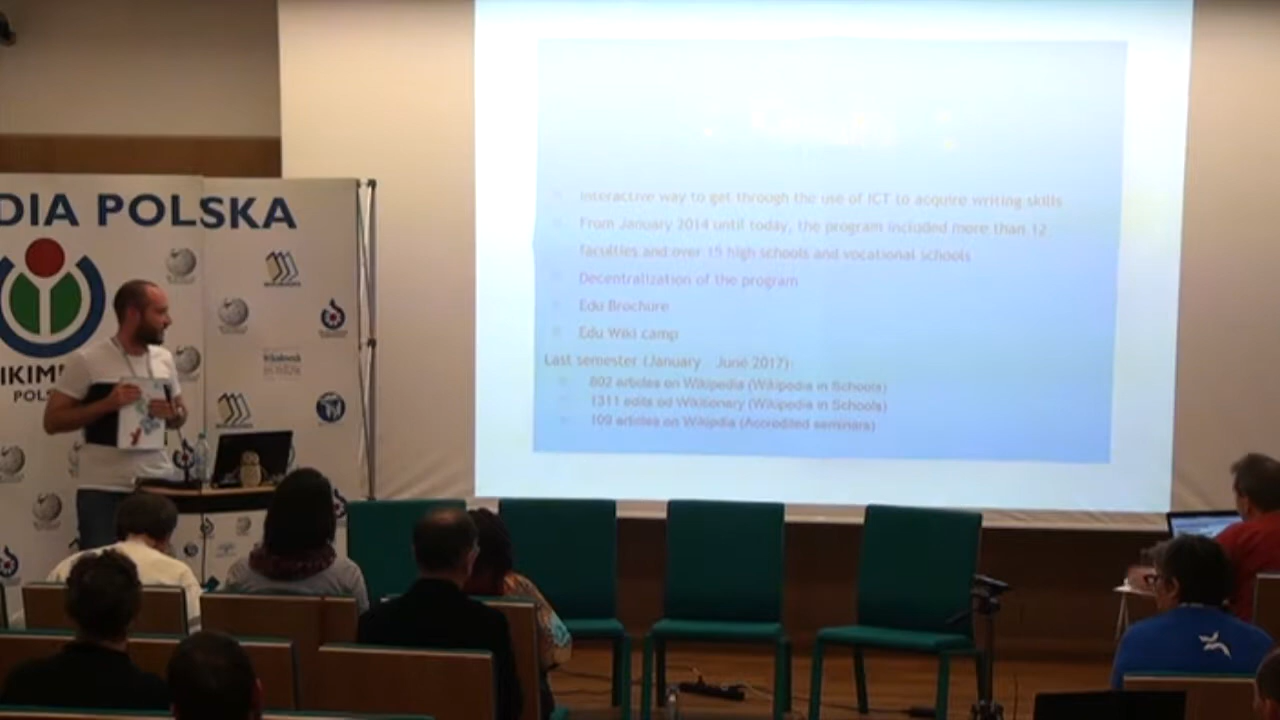 DIA POLSKA
IKIM
POLS
Interactive way to get through the use of ICT to acquire writing skills
From January 2014 until today, the program included more than 12
faculties and over 15 high schools and vocational schools
Decentralization of the program
Edu Brochure
Edu Wiki camp
Last semester (January June 2017):
802 articles on Wikipedia (Wikipedia in Schools)
1311 edits on Wiktionary (Wikipedia in Schools)
109 articles on Wikipdia (Accredited seminars)